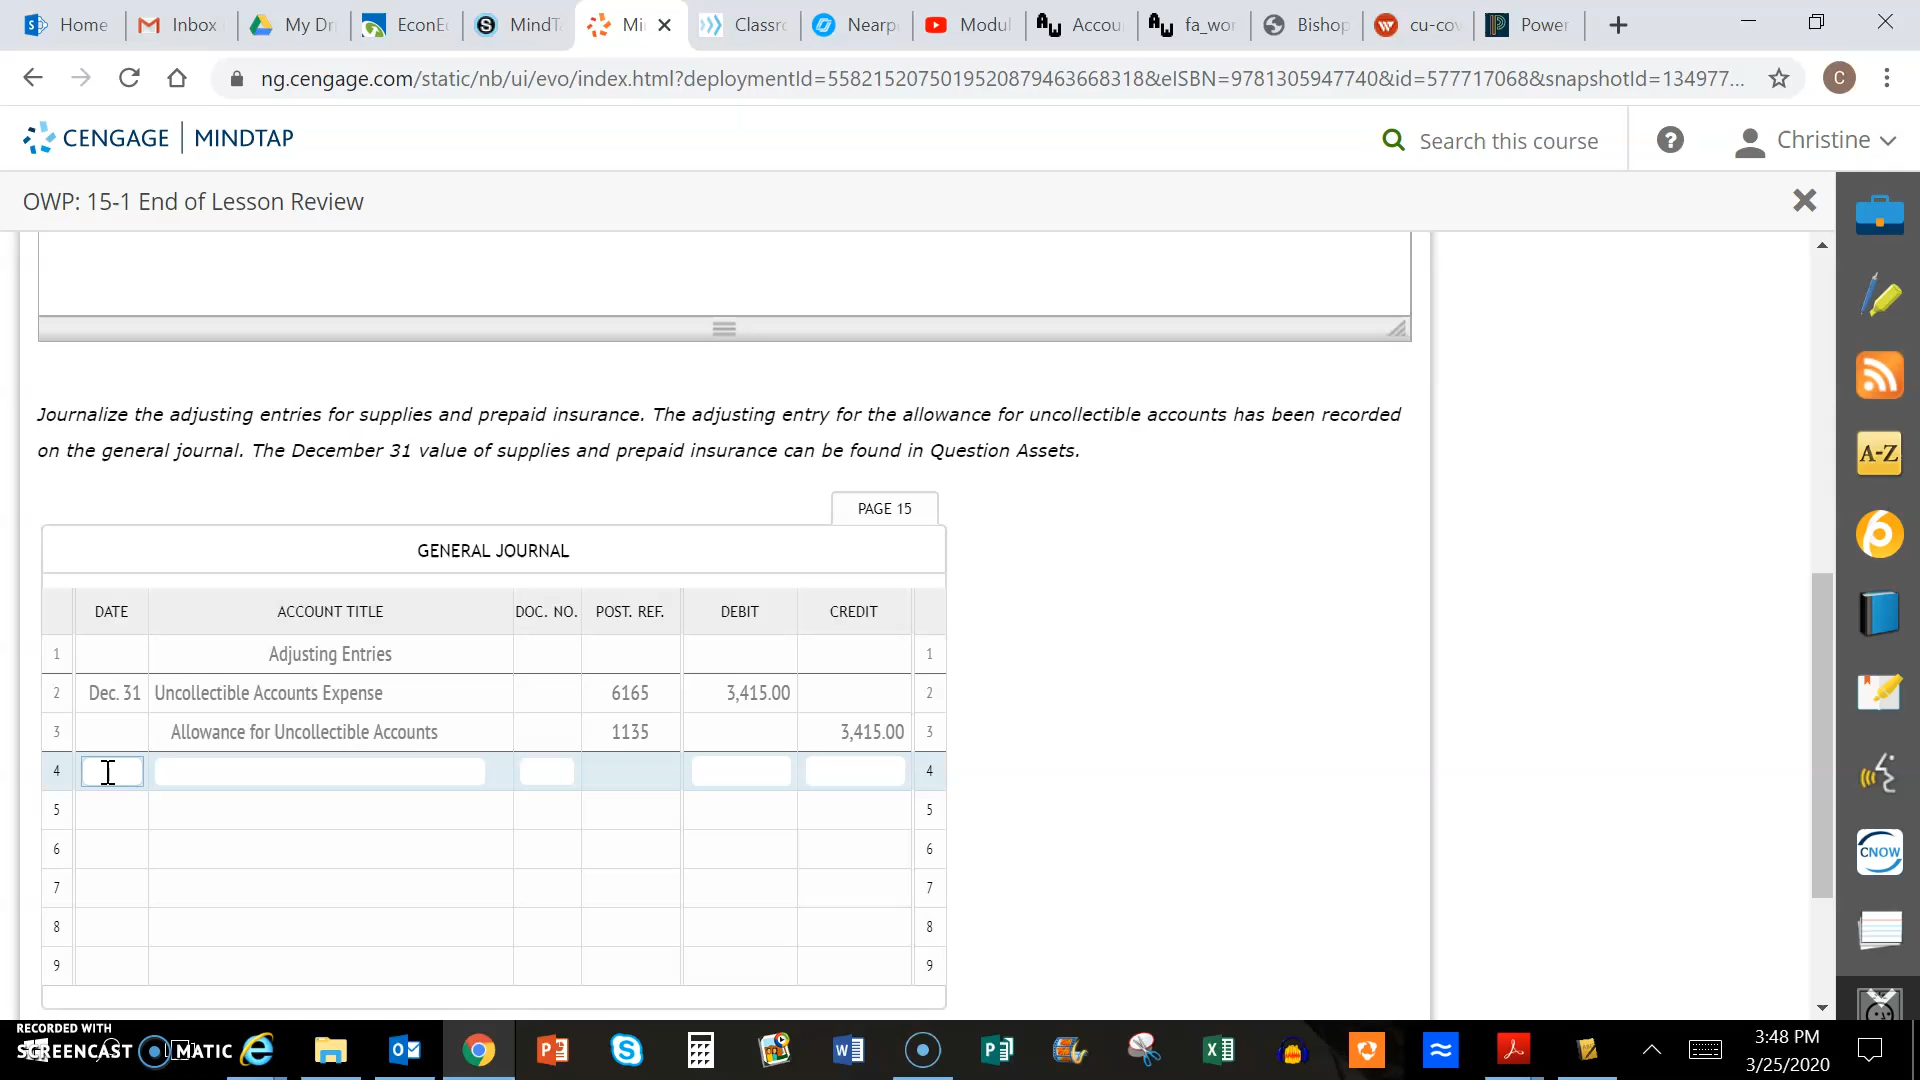 Home
Inbox
My Dr
EconE
MindT
Mi
Classr
Nearp
Modul
Accou
fa_wor
Bishop
cu-cov
Power
ng.cengage.com/static/nb/ui/evo/index.html?deploymentId=5582152075019520879463668318&eISBN=9781305947740&id=577717068&snapshotId=134977...
C
CENGAGE | MINDTAP
Search this course
Christine
OWP: 15-1 End of Lesson Review
Journalize the adjusting entries for supplies and prepaid insurance. The adjusting entry for the allowance for uncollectible accounts has been recorded
on the general journal. The December 31 value of supplies and prepaid insurance can be found in Question Assets.
PAGE 15
GENERAL JOURNAL
DATE ACCOUNT TITLE DOC. NO. POST. REF. DEBIT CREDIT
1 Adjusting Entries 1
2 Dec. 31 Uncollectible Accounts Expense 6165 3,415.00 2
3 Allowance for Uncollectible Accounts 1135 3,415.00 3
4 4
5 5
6 6
7 7
8 8
9 9
A-Z
CNOW
RECORDED WITH
SCREENCAST MATIC
3:48 PM
3/25/2020